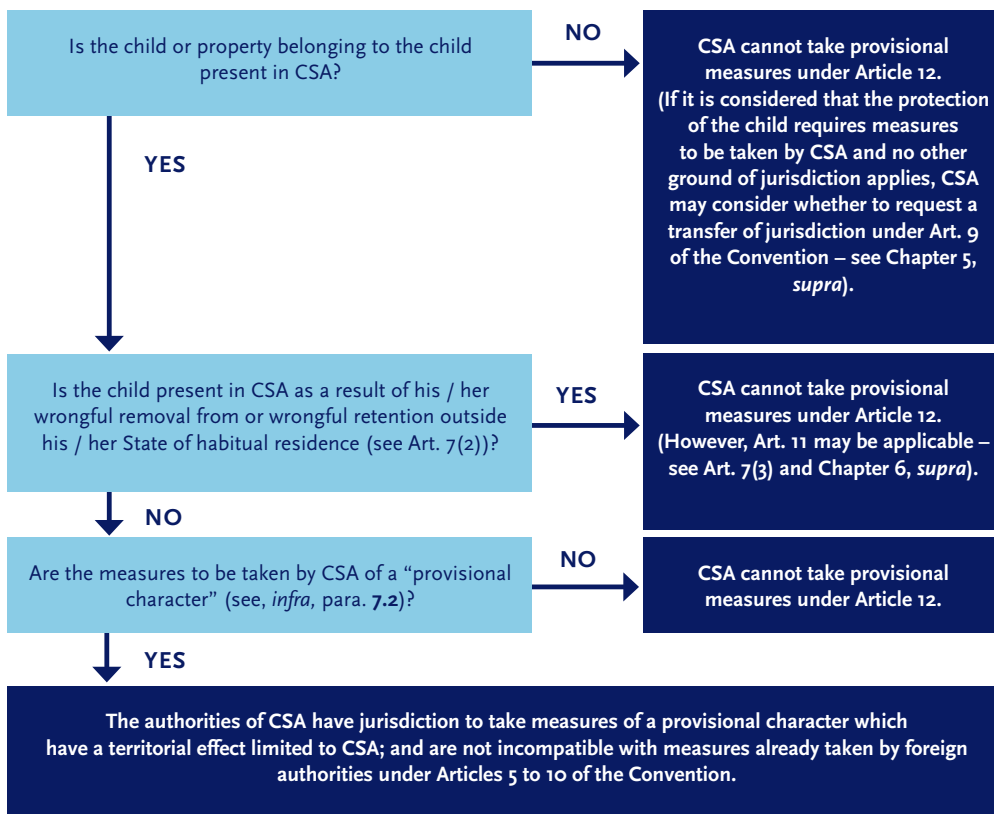 Is the child or property belonging to the child
present in CSA?
NO
CSA cannot take provisional
measures under Article 12.
(If it is considered that the protection
of the child requires measures
to be taken by CSA and no other
ground of jurisdiction applies, CSA
may consider whether to request a
transfer of jurisdiction under Art. 9
of the Convention – see Chapter 5,
supra).
YES
Is the child present in CSA as a result of his / her
wrongful removal from or wrongful retention outside
his / her State of habitual residence (see Art. 7(2))?
YES
CSA cannot take provisional
measures under Article 12.
(However, Art. 11 may be applicable –
see Art. 7(3) and Chapter 6, supra).
NO
Are the measures to be taken by CSA of a “provisional
character” (see, infra, para. 7.2)?
NO
CSA cannot take provisional
measures under Article 12.
YES
The authorities of CSA have jurisdiction to take measures of a provisional character which
have a territorial effect limited to CSA; and are not incompatible with measures already taken by foreign
authorities under Articles 5 to 10 of the Convention.